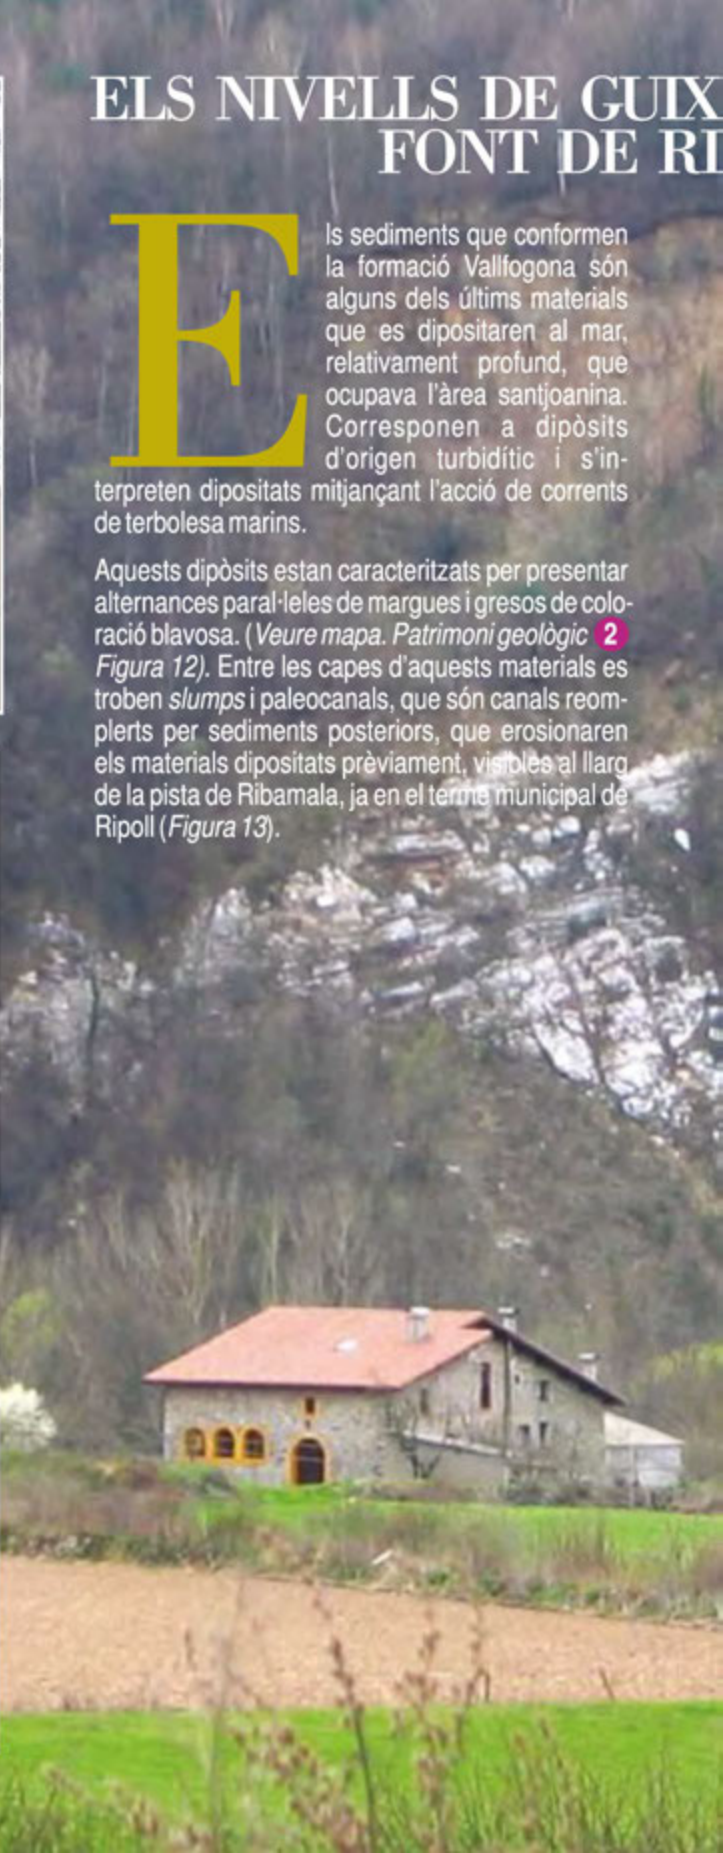 ELS NIVELLS DE GUIX
FONT DE RI
Els sediments que conformen
la formació Vallfogona són
alguns dels últims materials
que es dipositaren al mar,
relativament profund, que
ocupava l'àrea santjoanina.
Corresponen a dipòsits
d'origen turbidític i s'in-
terpreten dipositats mitjançant l'acció de corrents
de terbolesa marins.
Aquests dipòsits estan caracteritzats per presentar
alternances paral·leles de margues i gresos de colo-
ració blavosa. (Veure mapa. Patrimoni geològic 2
Figura 12). Entre les capes d'aquests materials es
troben slumps i paleocanals, que són canals reom-
plerts per sediments posteriors, que erosionaren
els materials dipositats prèviament, visibles al llarg
de la pista de Ribamala, ja en el terme municipal de
Ripoll (Figura 13).